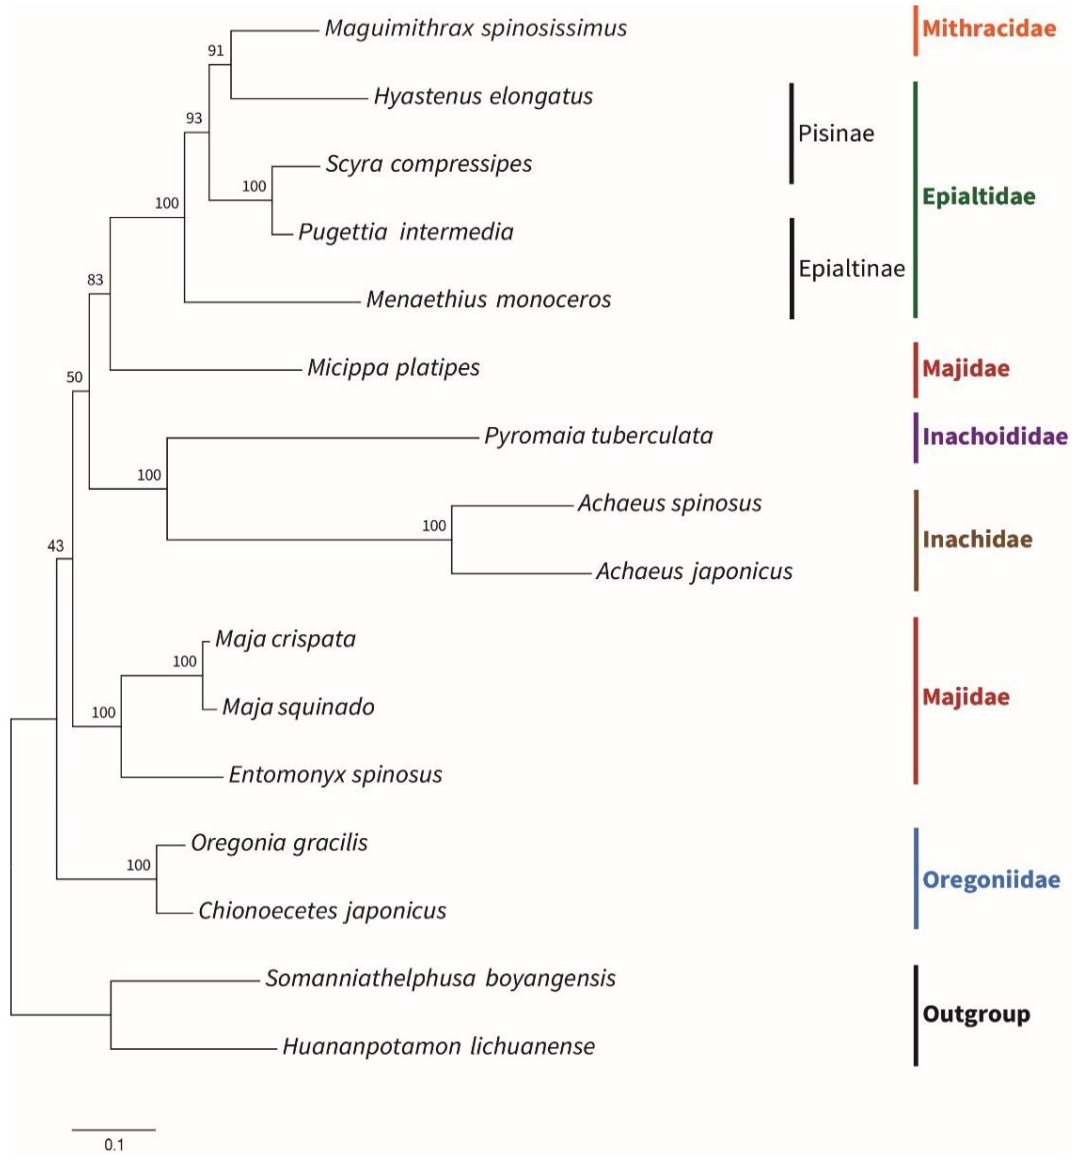 Maguimithrax spinosissimus
Mithracidae
91
Hyastenus elongatus
93
Pisinae
Scyra compressipes
100
Epialtidae
100
Pugettia intermedia
Epialtinae
83
Menaethius monoceros
Micippa platipes
Majidae
50
Pyromaia tuberculata
Inachoididae
100
Achaeus spinosus
100
Inachidae
43
Achaeus japonicus
Maja crispata
100
Majidae
Maja squinado
100
Entomonyx spinosus
Oregonia gracilis
100
Oregoniidae
Chionoecetes japonicus
Somanniathelphusa boyangensis
Outgroup
Huananpotamon lichuanense
0.1